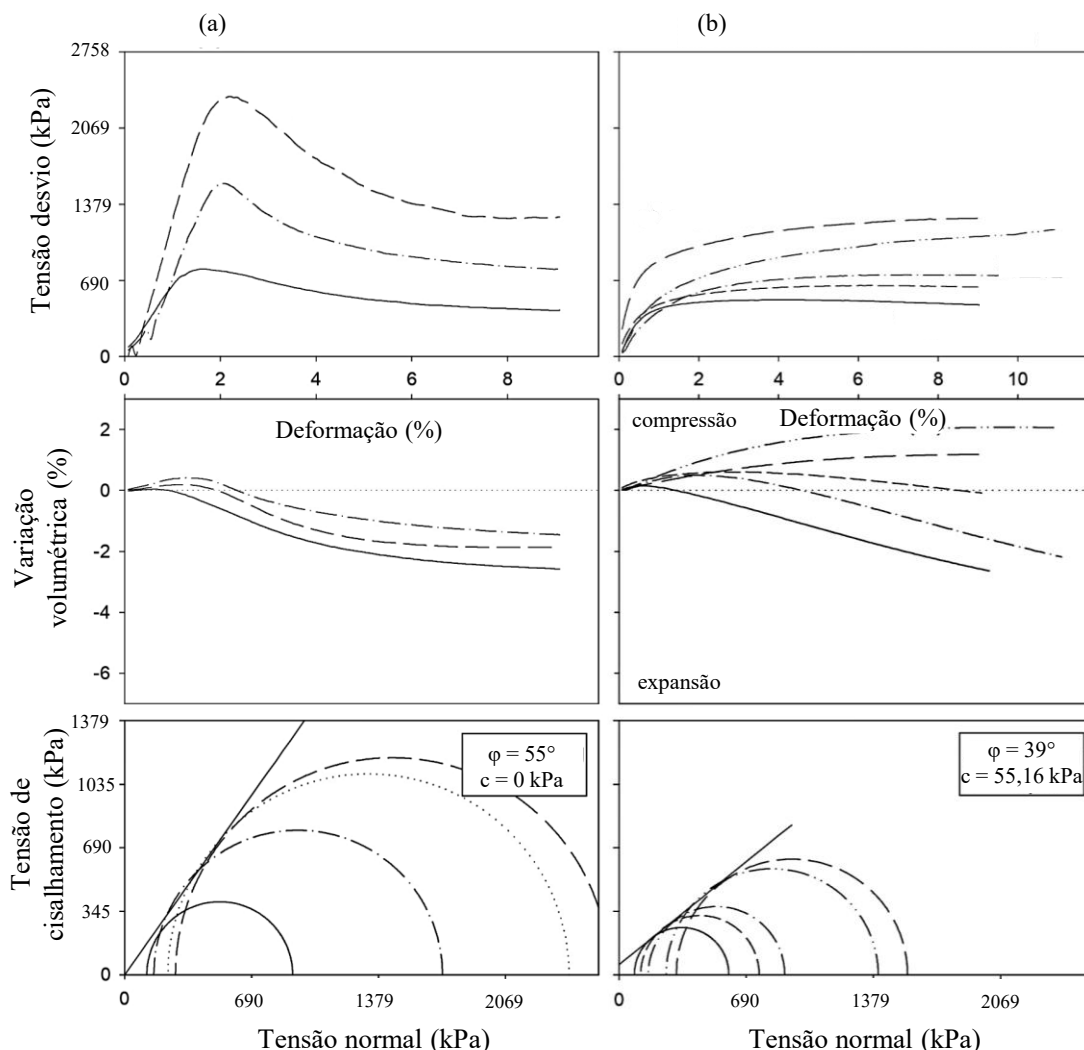 (a)
(b)
Tensão desvio (kPa)
2758
2069
1379
690
0
0
2
4
6
8
0
2
4
6
8
10
Deformação (%)
compressão
Deformação (%)
Variação
volumétrica (%)
2
0
-2
-4
-6
expansão
Tensão de
cisalhamento (kPa)
1379
1035
690
345
0
φ = 55°
c = 0 kPa
φ = 39°
c = 55,16 kPa
0
690
1379
2069
0
690
1379
2069
Tensão normal (kPa)
Tensão normal (kPa)